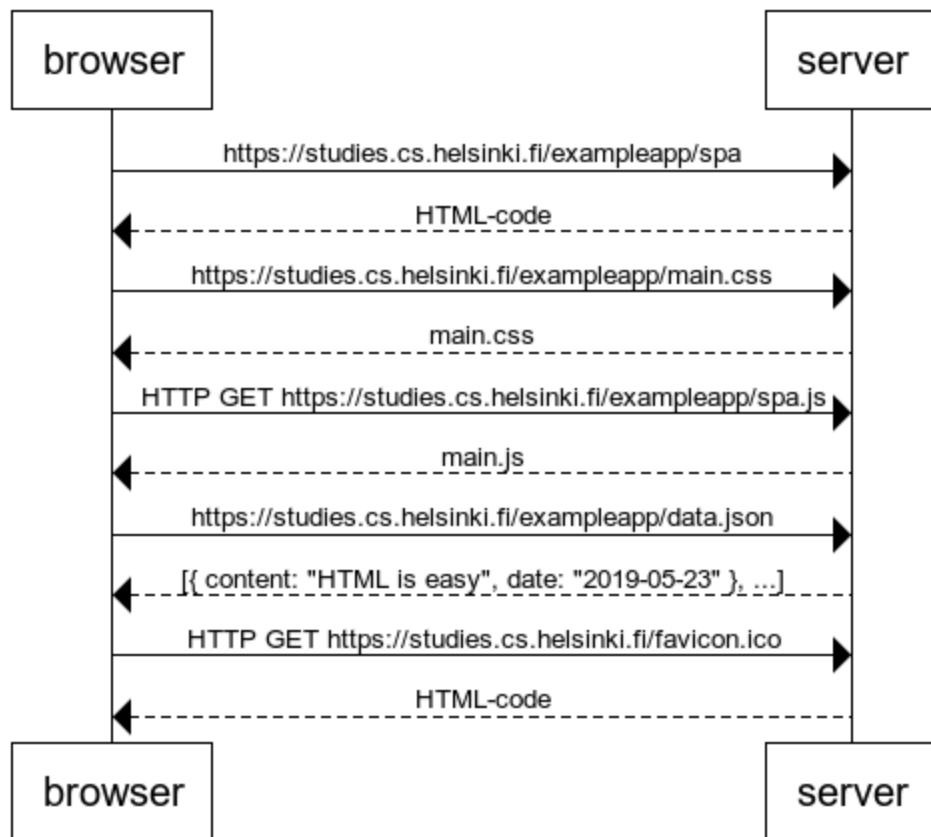 browser server
https://studies.cs.helsinki.fi/exampleapp/spa
HTML-code
https://studies.cs.helsinki.fi/exampleapp/main.css
main.css
HTTP GET https://studies.cs.helsinki.fi/exampleapp/spa.js
main.js
https://studies.cs.helsinki.fi/exampleapp/data.json
[{ content: "HTML is easy", date: "2019-05-23" }, ...]
HTTP GET https://studies.cs.helsinki.fi/favicon.ico
HTML-code
browser server